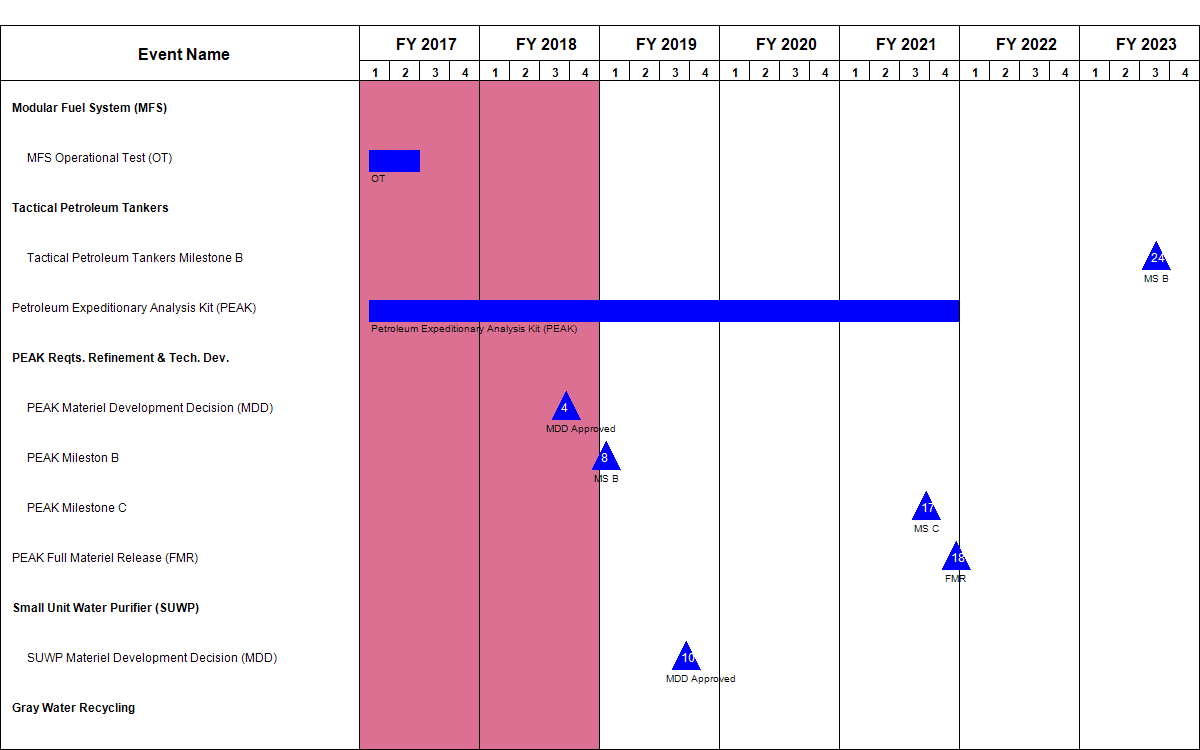 Event Name
FY 2017 FY 2018 FY 2019 FY 2020 FY 2021 FY 2022 FY 2023
1 2 3 4 1 2 3 4 1 2 3 4 1 2 3 4 1 2 3 4 1 2 3 4 1 2 3 4
Modular Fuel System (MFS)
MFS Operational Test (OT)
OT
Tactical Petroleum Tankers
Tactical Petroleum Tankers Milestone B
24
MS B
Petroleum Expeditionary Analysis Kit (PEAK)
Petroleum Expeditionary Analysis Kit (PEAK)
PEAK Reqts. Refinement & Tech. Dev.
PEAK Materiel Development Decision (MDD)
4
MDD Approved
PEAK Mileston B
8
MS B
PEAK Milestone C
17
MS C
PEAK Full Materiel Release (FMR)
18
FMR
Small Unit Water Purifier (SUWP)
SUWP Materiel Development Decision (MDD)
10
MDD Approved
Gray Water Recycling